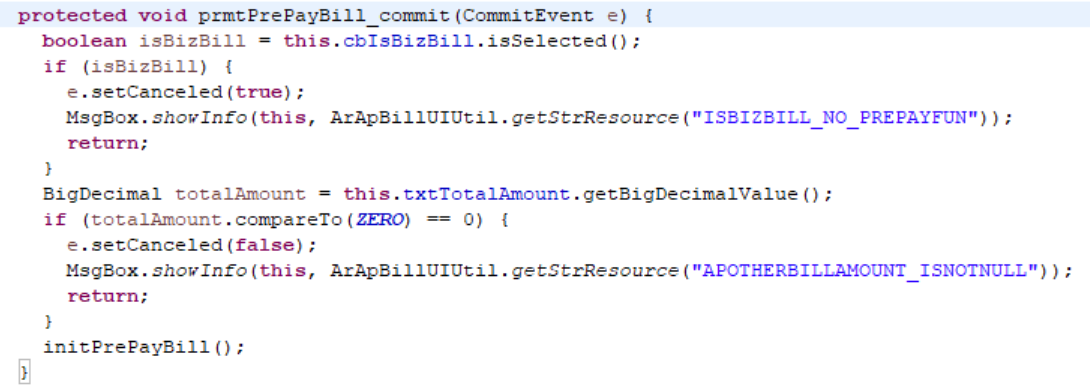 protected void prmtPrePayBill_commit(CommitEvent e) {
boolean isBizBill = this.cbIsBizBill.isSelected();
if (isBizBill) {
e.setCanceled(true);
MsgBox.showInfo(this, ArApBillUIUtil.getStrResource("ISBIZBILL_NO_PREPAYFUN"));
return;
}
BigDecimal totalAmount = this.txtTotalAmount.getBigDecimalValue();
if (totalAmount.compareTo(ZERO) == 0) {
e.setCanceled(false);
MsgBox.showInfo(this, ArApBillUIUtil.getStrResource("APOTHERBILLAMOUNT_ISNOTNULL"));
return;
}
initPrePayBill();
}